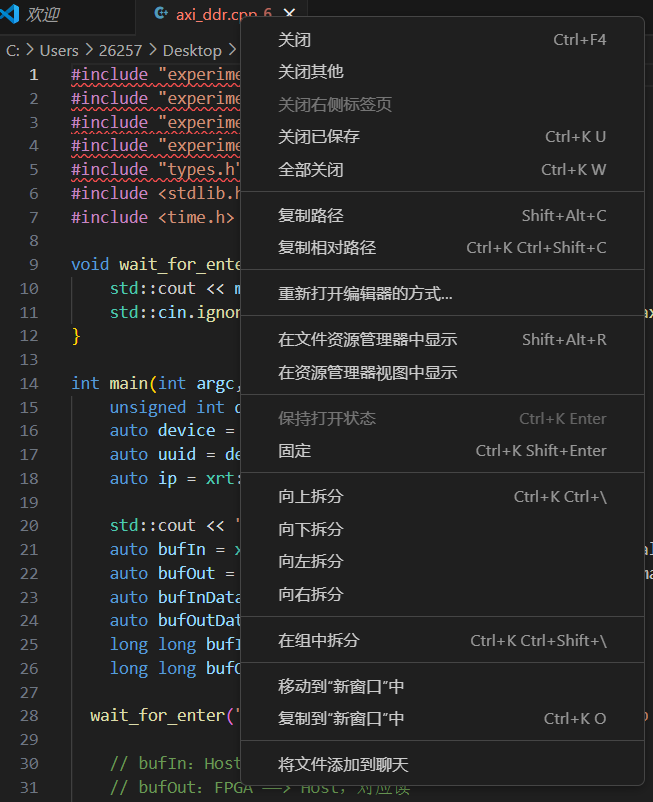 欢迎
axi_ddr.cpp 6
C: > Users > 26257 > Desktop >
1 #include "experime
2 #include "experime
3 #include "experime
4 #include "experime
5 #include "types.h"
6 #include <stdlib.h
7 #include <time.h>
8
9 void wait_for_ente
10 std::cout << m
11 std::cin.ignor
12 }
13
14 int main(int argc,
15 unsigned int d
16 auto device =
17 auto uuid = de
18 auto ip = xrt:
19
20 std::cout << "
21 auto bufIn = x
22 auto bufOut =
23 auto bufInData
24 auto bufOutDat
25 long long bufI
26 long long bufO
27
28 wait_for_enter("
29
30 // bufIn：Host
31 // bufOut：FPGA ——> Host，对应读
关闭 Ctrl+F4
关闭其他
关闭右侧标签页
关闭已保存 Ctrl+K U
全部关闭 Ctrl+K W
复制路径 Shift+Alt+C
复制相对路径 Ctrl+K Ctrl+Shift+C
重新打开编辑器的方式...
在文件资源管理器中显示 Shift+Alt+R
在资源管理器视图中显示
保持打开状态 Ctrl+K Enter
固定 Ctrl+K Shift+Enter
向上拆分 Ctrl+K Ctrl+\
向下拆分
向左拆分
向右拆分
在组中拆分 Ctrl+K Ctrl+Shift+\
移动到“新窗口”中
复制到“新窗口”中 Ctrl+K O
将文件添加到聊天